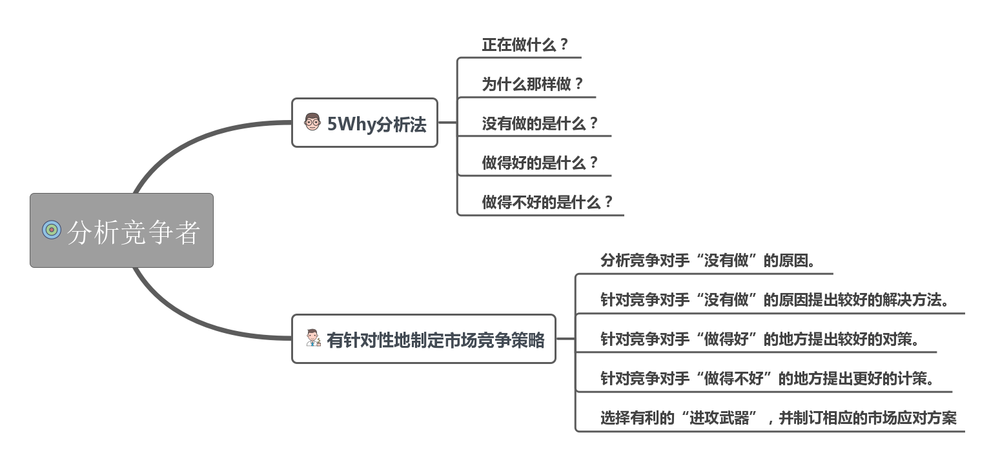 分析竞争者
5Why分析法
正在做什么？
为什么那样做？
没有做的是什么？
做得好的是什么？
做得不好的是什么？
有针对性地制定市场竞争策略
分析竞争对手“没有做”的原因。
针对竞争对手“没有做”的原因提出较好的解决方法。
针对竞争对手“做得好”的地方提出较好的对策。
针对竞争对手“做得不好”的地方提出更好的计策。
选择有利的“进攻武器”，并制订相应的市场应对方案